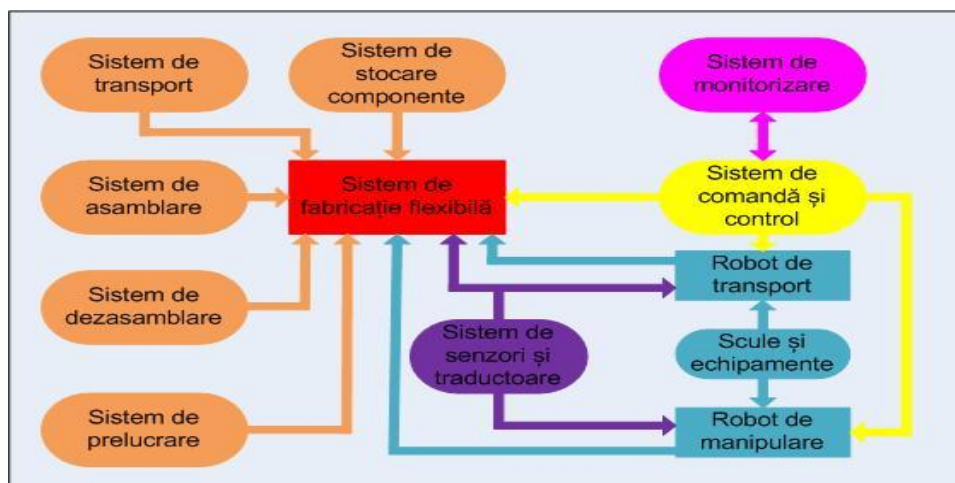 Sistem de
transport
Sistem de
stocare
componente
Sistem de
monitorizare
Sistem de
asamblare
Sistem de
fabricație flexibilă
Sistem de
comandă și
control
Sistem de
dezasamblare
Robot de
transport
Sistem de
senzori și
traductoare
Scule și
echipamente
Sistem de
prelucrare
Robot de
manipulare